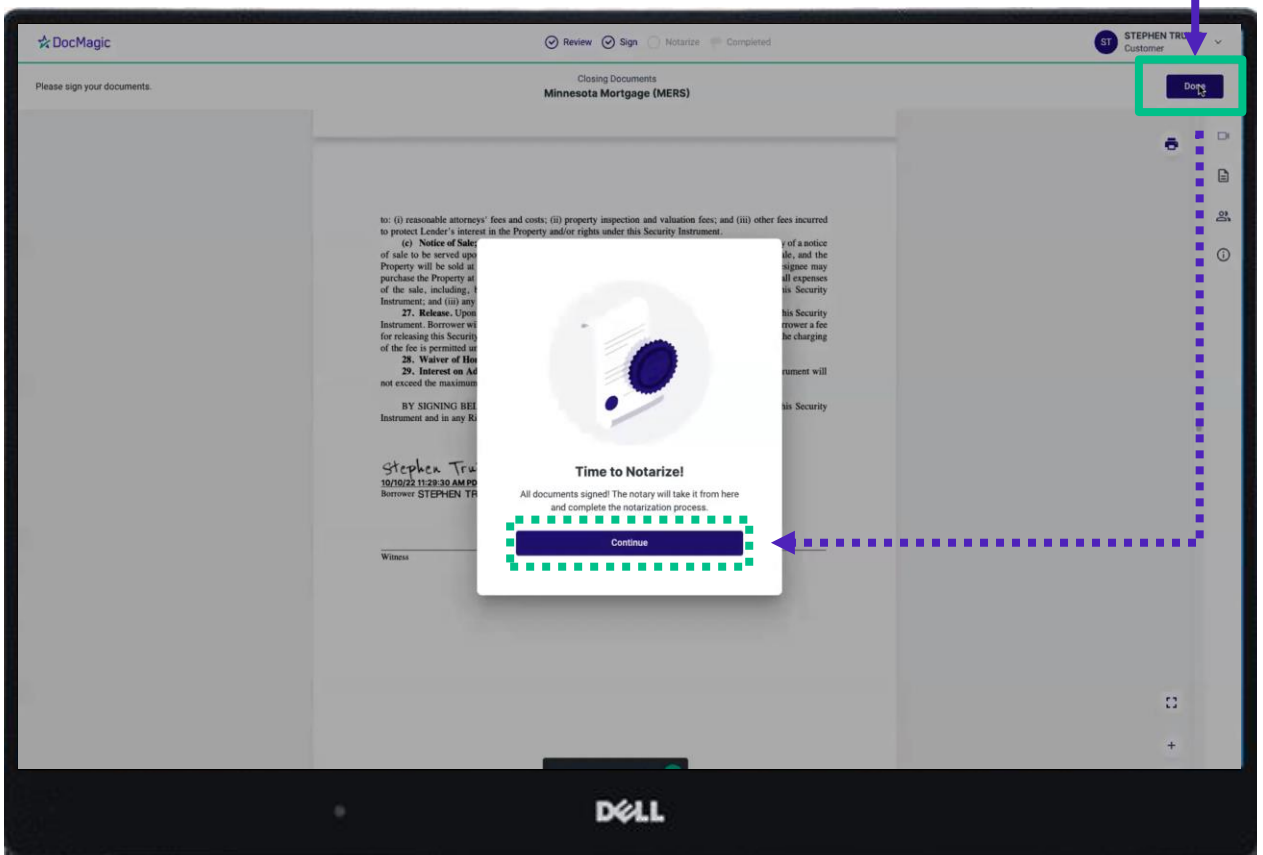 DocMagic
Review Sign Notarize Completed
ST STEPHEN TRU
Customer
Please sign your documents.
Closing Documents
Minnesota Mortgage (MERS)
Done
to: (i) reasonable attorneys' fees and costs; (ii) property inspection and valuation fees; and (iii) other fees incurred
to protect Lender's interest in the Property and/or rights under this Security Instrument.
(c) Notice of Sale; y of a notice
of sale to be served upo ale, and the
Property will be sold at signee may
purchase the Property at all expenses
of the sale, including, his Security
Instrument; and (iii) any
27. Release. Upon his Security
Instrument. Borrower wi rrower a fee
for releasing this Security he charging
of the fee is permitted un
28. Waiver of Hom
29. Interest on Ad rument will
not exceed the maximum
BY SIGNING BEL his Security
Instrument and in any Ri
Stephen Tru
10/10/22 11:29:30 AM PD
Borrower STEPHEN TR
Witness
Time to Notarize!
All documents signed! The notary will take it from here
and complete the notarization process.
Continue
DELL